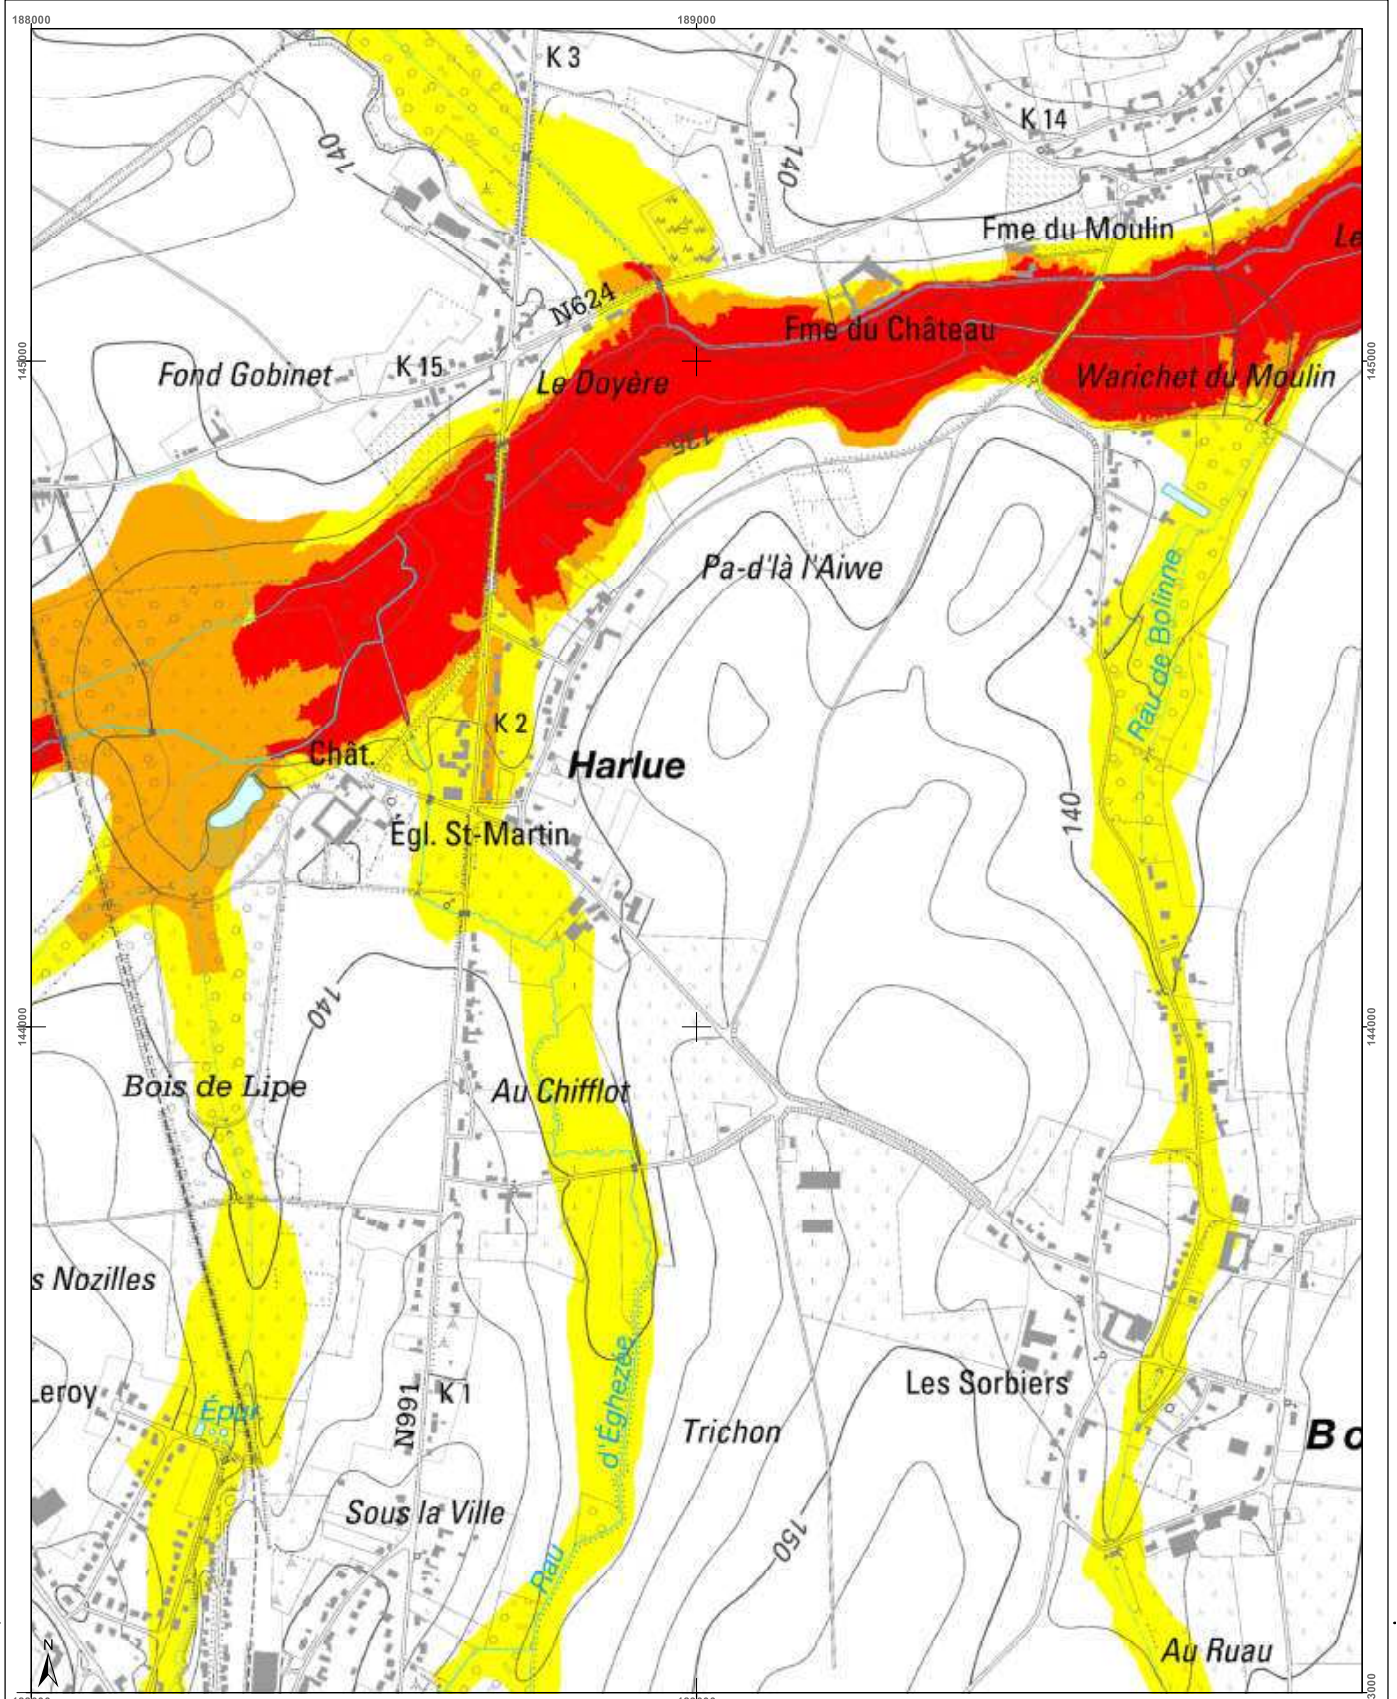 188000
189000
K 3
K 14
140
140
Fme du Moulin
Le
N624
Fme du Château
145000
145000
Fond Gobinet
K 15
Le Doyère
Warichet du Moulin
135
Pa-d'là l'Aiwe
Rau de Bolinne
K 2
Chât.
Harlue
140
Égl. St-Martin
140
144000
144000
Bois de Lipe
Au Chifflot
s Nozilles
Leroy
Épur
N991
K 1
Les Sorbiers
d'Éghezée
Trichon
Bo
Sous la Ville
150
Rau
Au Ruau
N
3000